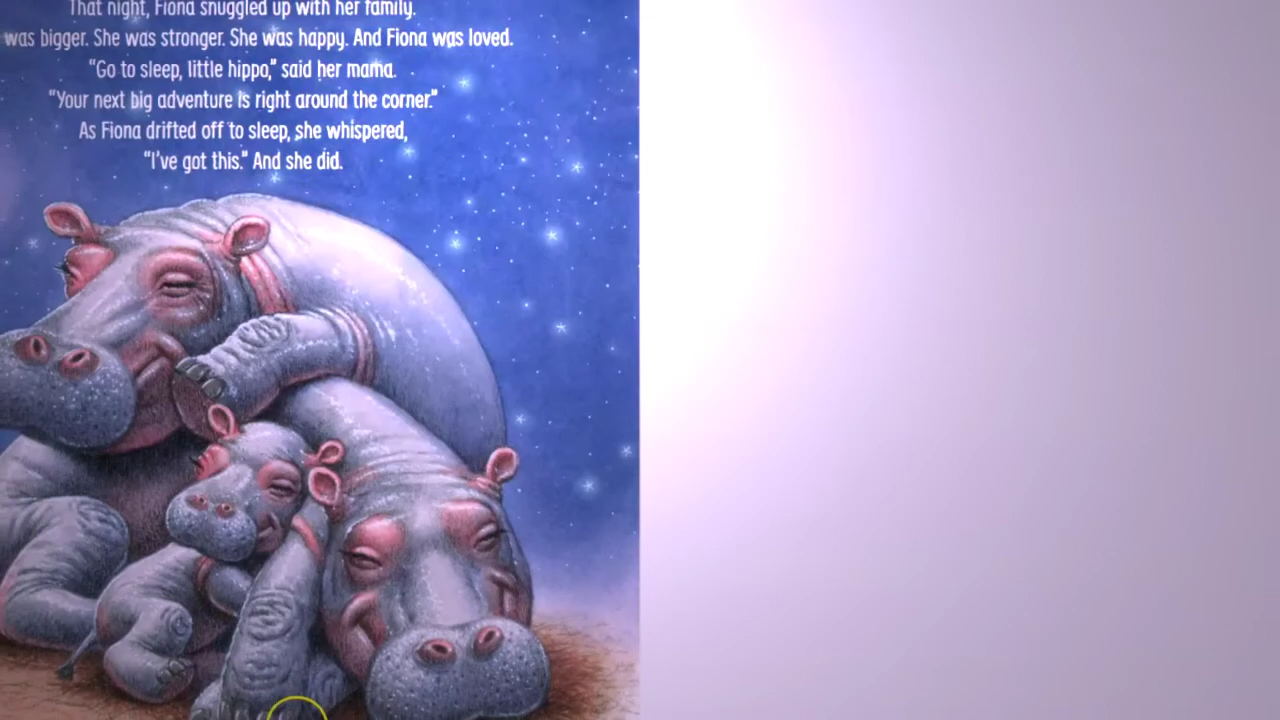 That night, Fiona snuggled up with her family.
was bigger. She was stronger. She was happy. And Fiona was loved.
“Go to sleep, little hippo,” said her mama.
“Your next big adventure is right around the corner.”
As Fiona drifted off to sleep, she whispered,
“I’ve got this.” And she did.